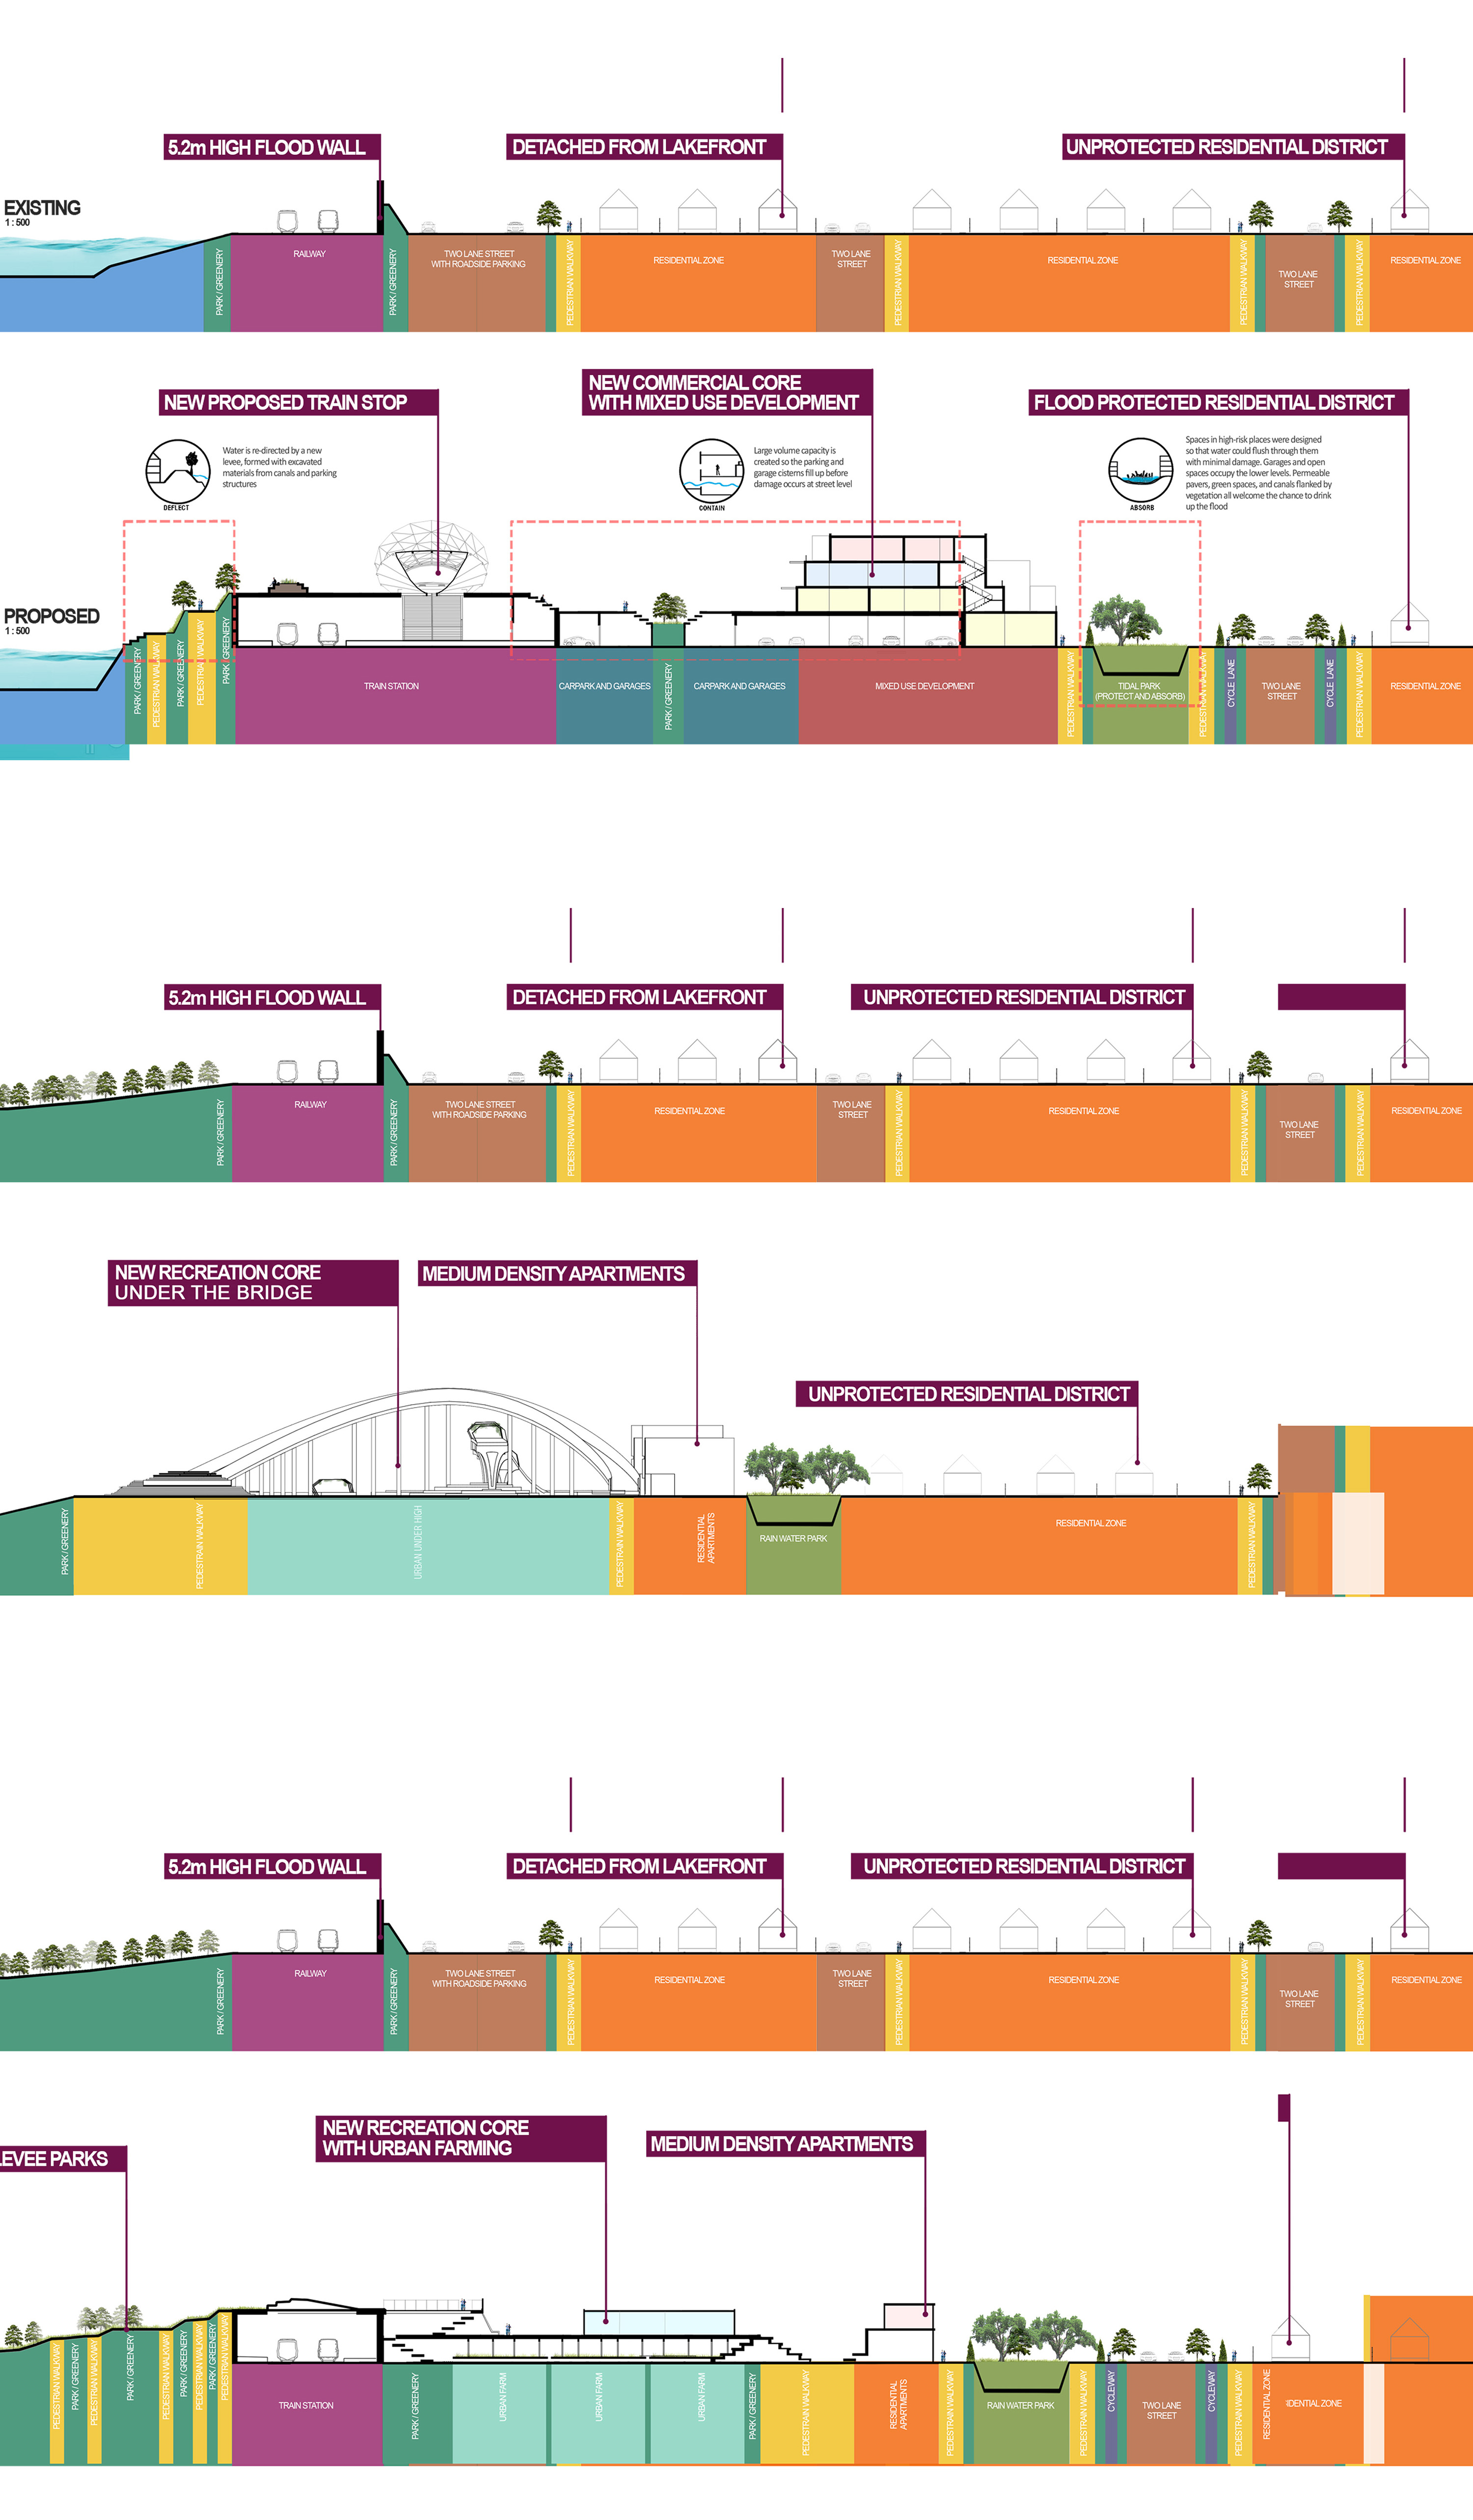 5.2m HIGH FLOOD WALL
DETACHED FROM LAKEFRONT
UNPROTECTED RESIDENTIAL DISTRICT
EXISTING
1 : 500
PARK / GREENERY
RAILWAY
PARK / GREENERY
TWO LANE STREET
WITH ROADSIDE PARKING
PEDESTRIAN WALKWAY
RESIDENTIAL ZONE
TWO LANE
STREET
PEDESTRIAN WALKWAY
RESIDENTIAL ZONE
PEDESTRIAN WALKWAY
TWO LANE
STREET
PEDESTRIAN WALKWAY
RESIDENTIAL ZONE
NEW PROPOSED TRAIN STOP
NEW COMMERCIAL CORE
WITH MIXED USE DEVELOPMENT
FLOOD PROTECTED RESIDENTIAL DISTRICT
Water is re-directed by a new
levee, formed with excavated
materials from canals and parking
structures
DEFLECT
Large volume capacity is
created so the parking and
garage cisterns fill up before
damage occurs at street level
CONTAIN
Spaces in high-risk places were designed
so that water could flush through them
with minimal damage. Garages and open
spaces occupy the lower levels. Permeable
pavers, green spaces, and canals flanked by
vegetation all welcome the chance to drink
up the flood
ABSORB
PROPOSED
1 : 500
PARK / GREENERY
PEDESTRIAN WALKWAY
PARK / GREENERY
PEDESTRIAN WALKWAY
PARK / GREENERY
TRAIN STATION
CARPARK AND GARAGES
PARK / GREENERY
CARPARK AND GARAGES
MIXED USE DEVELOPMENT
PEDESTRIAN WALKWAY
TIDAL PARK
(PROTECT AND ABSORB)
PEDESTRIAN WALKWAY
CYCLE LANE
TWO LANE
STREET
CYCLE LANE
PEDESTRIAN WALKWAY
RESIDENTIAL ZONE
5.2m HIGH FLOOD WALL
DETACHED FROM LAKEFRONT
UNPROTECTED RESIDENTIAL DISTRICT
PARK / GREENERY
RAILWAY
PARK / GREENERY
TWO LANE STREET
WITH ROADSIDE PARKING
PEDESTRIAN WALKWAY
RESIDENTIAL ZONE
TWO LANE
STREET
PEDESTRIAN WALKWAY
RESIDENTIAL ZONE
PEDESTRIAN WALKWAY
TWO LANE
STREET
PEDESTRIAN WALKWAY
RESIDENTIAL ZONE
NEW RECREATION CORE
UNDER THE BRIDGE
MEDIUM DENSITY APARTMENTS
UNPROTECTED RESIDENTIAL DISTRICT
PARK / GREENERY
PEDESTRAIN WALKWAY
URBAN UNDER HIGH
PEDESTRAIN WALKWAY
RESIDENTIAL
APARTMENTS
RAIN WATER PARK
RESIDENTIAL ZONE
PEDESTRIAN WALKWAY
5.2m HIGH FLOOD WALL
DETACHED FROM LAKEFRONT
UNPROTECTED RESIDENTIAL DISTRICT
PARK / GREENERY
RAILWAY
PARK / GREENERY
TWO LANE STREET
WITH ROADSIDE PARKING
PEDESTRIAN WALKWAY
RESIDENTIAL ZONE
TWO LANE
STREET
PEDESTRIAN WALKWAY
RESIDENTIAL ZONE
PEDESTRIAN WALKWAY
TWO LANE
STREET
PEDESTRIAN WALKWAY
RESIDENTIAL ZONE
LEVEE PARKS
NEW RECREATION CORE
WITH URBAN FARMING
MEDIUM DENSITY APARTMENTS
PEDESTRIAN WALKWAY
PARK / GREENERY
PEDESTRIAN WALKWAY
PARK / GREENERY
PEDESTRIAN WALKWAY
PARK / GREENERY
PEDESTRIAN WALKWAY
PARK / GREENERY
PEDESTRIAN WALKWAY
TRAIN STATION
PARK / GREENERY
URBAN FARM
URBAN FARM
URBAN FARM
PARK / GREENERY
PEDESTRAIN WALKWAY
RESIDENTIAL
APARTMENTS
PEDESTRIAN WALKWAY
RAIN WATER PARK
PEDESTRIAN WALKWAY
CYCLEWAY
TWO LANE
STREET
CYCLEWAY
PEDESTRIAN WALKWAY
RESIDENTIAL ZONE
IDENTIAL ZONE